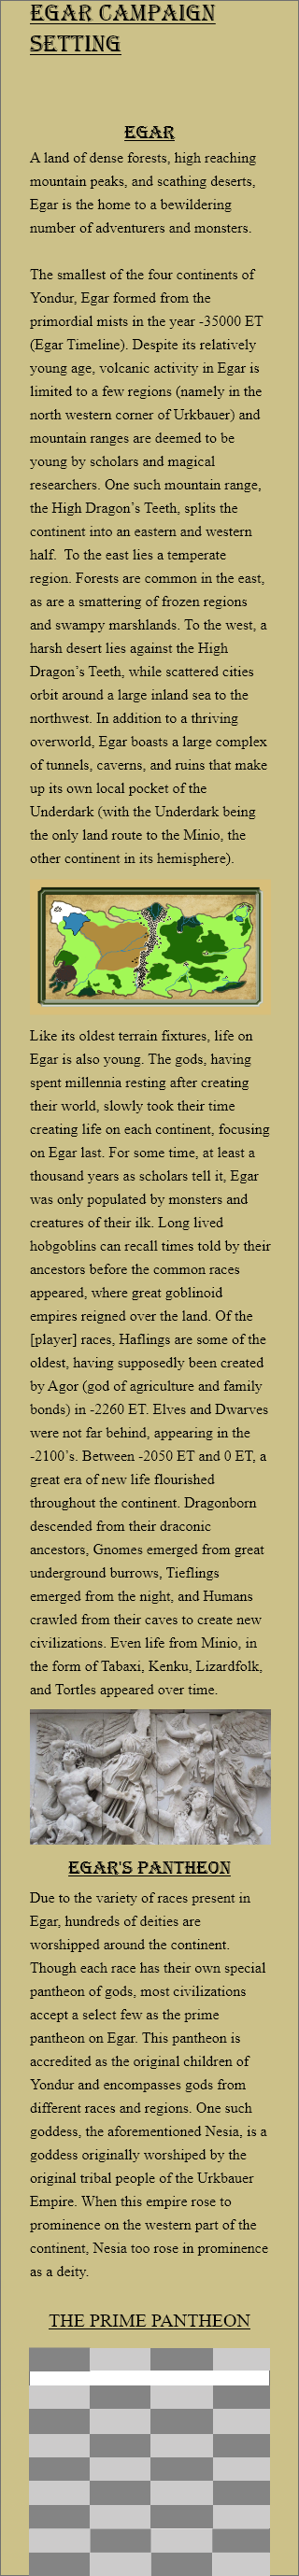 EGAR CAMPAIGN
SETTING
EGAR
A land of dense forests, high reaching
mountain peaks, and scathing deserts,
Egar is the home to a bewildering
number of adventurers and monsters.
The smallest of the four continents of
Yondur, Egar formed from the
primordial mists in the year -35000 ET
(Egar Timeline). Despite its relatively
young age, volcanic activity in Egar is
limited to a few regions (namely in the
north western corner of Urkbauer) and
mountain ranges are deemed to be
young by scholars and magical
researchers. One such mountain range,
the High Dragon's Teeth, splits the
continent into an eastern and western
half.  To the east lies a temperate
region. Forests are common in the east,
as are a smattering of frozen regions
and swampy marshlands. To the west, a
harsh desert lies against the High
Dragon's Teeth, while scattered cities
orbit around a large inland sea to the
northwest. In addition to a thriving
overworld, Egar boasts a large complex
of tunnels, caverns, and ruins that make
up its own local pocket of the
Underdark (with the Underdark being
the only land route to the Minio, the
other continent in its hemisphere).
Like its oldest terrain fixtures, life on
Egar is also young. The gods, having
spent millennia resting after creating
their world, slowly took their time
creating life on each continent, focusing
on Egar last. For some time, at least a
thousand years as scholars tell it, Egar
was only populated by monsters and
creatures of their ilk. Long lived
hobgoblins can recall times told by their
ancestors before the common races
appeared, where great goblinoid
empires reigned over the land. Of the
[player] races, Haflings are some of the
oldest, having supposedly been created
by Agor (god of agriculture and family
bonds) in -2260 ET. Elves and Dwarves
were not far behind, appearing in the
-2100's. Between -2050 ET and 0 ET, a
great era of new life flourished
throughout the continent. Dragonborn
descended from their draconic
ancestors, Gnomes emerged from great
underground burrows, Tieflings
emerged from the night, and Humans
crawled from their caves to create new
civilizations. Even life from Minio, in
the form of Tabaxi, Kenku, Lizardfolk,
and Tortles appeared over time.
EGAR'S PANTHEON
Due to the variety of races present in
Egar, hundreds of deities are
worshipped around the continent.
Though each race has their own special
pantheon of gods, most civilizations
accept a select few as the prime
pantheon on Egar. This pantheon is
accredited as the original children of
Yondur and encompasses gods from
different races and regions. One such
goddess, the aforementioned Nesia, is a
goddess originally worshiped by the
original tribal people of the Urkbauer
Empire. When this empire rose to
prominence on the western part of the
continent, Nesia too rose in prominence
as a deity.
THE PRIME PANTHEON